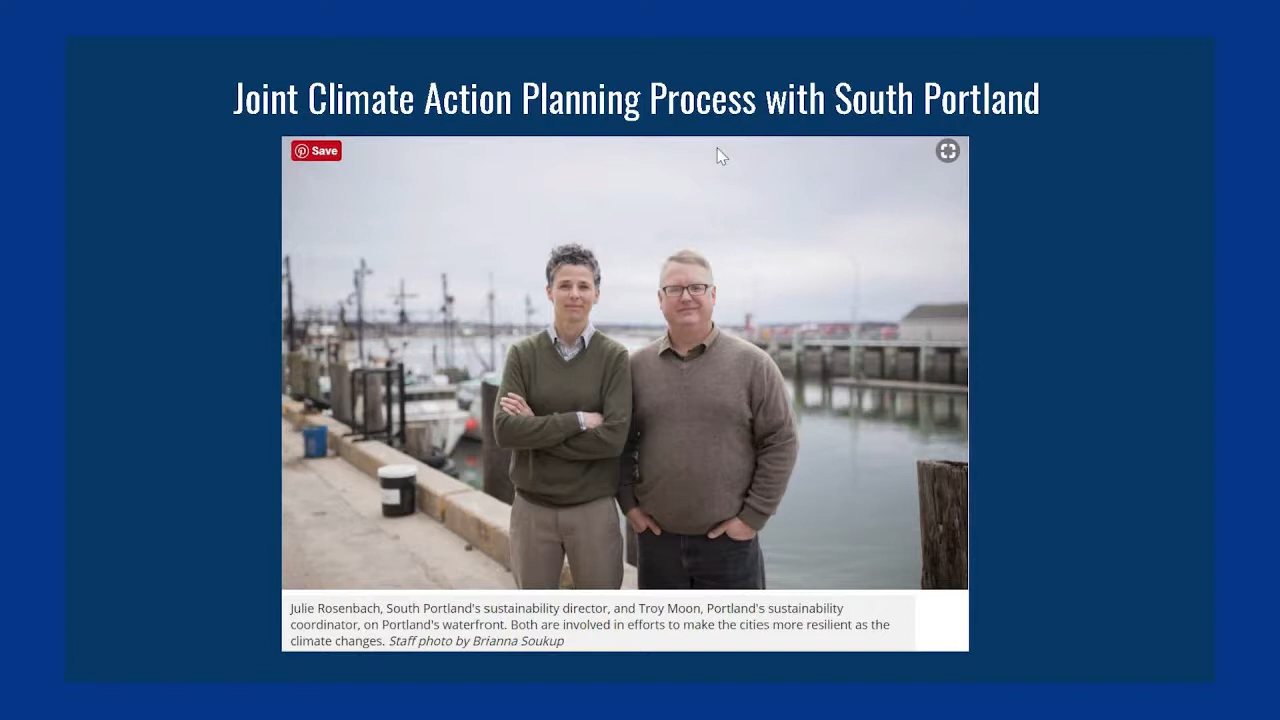 Joint Climate Action Planning Process with South Portland
Save
Julie Rosenbach, South Portland's sustainability director, and Troy Moon, Portland's sustainability
coordinator, on Portland's waterfront. Both are involved in efforts to make the cities more resilient as the
climate changes. Staff photo by Brianna Soukup